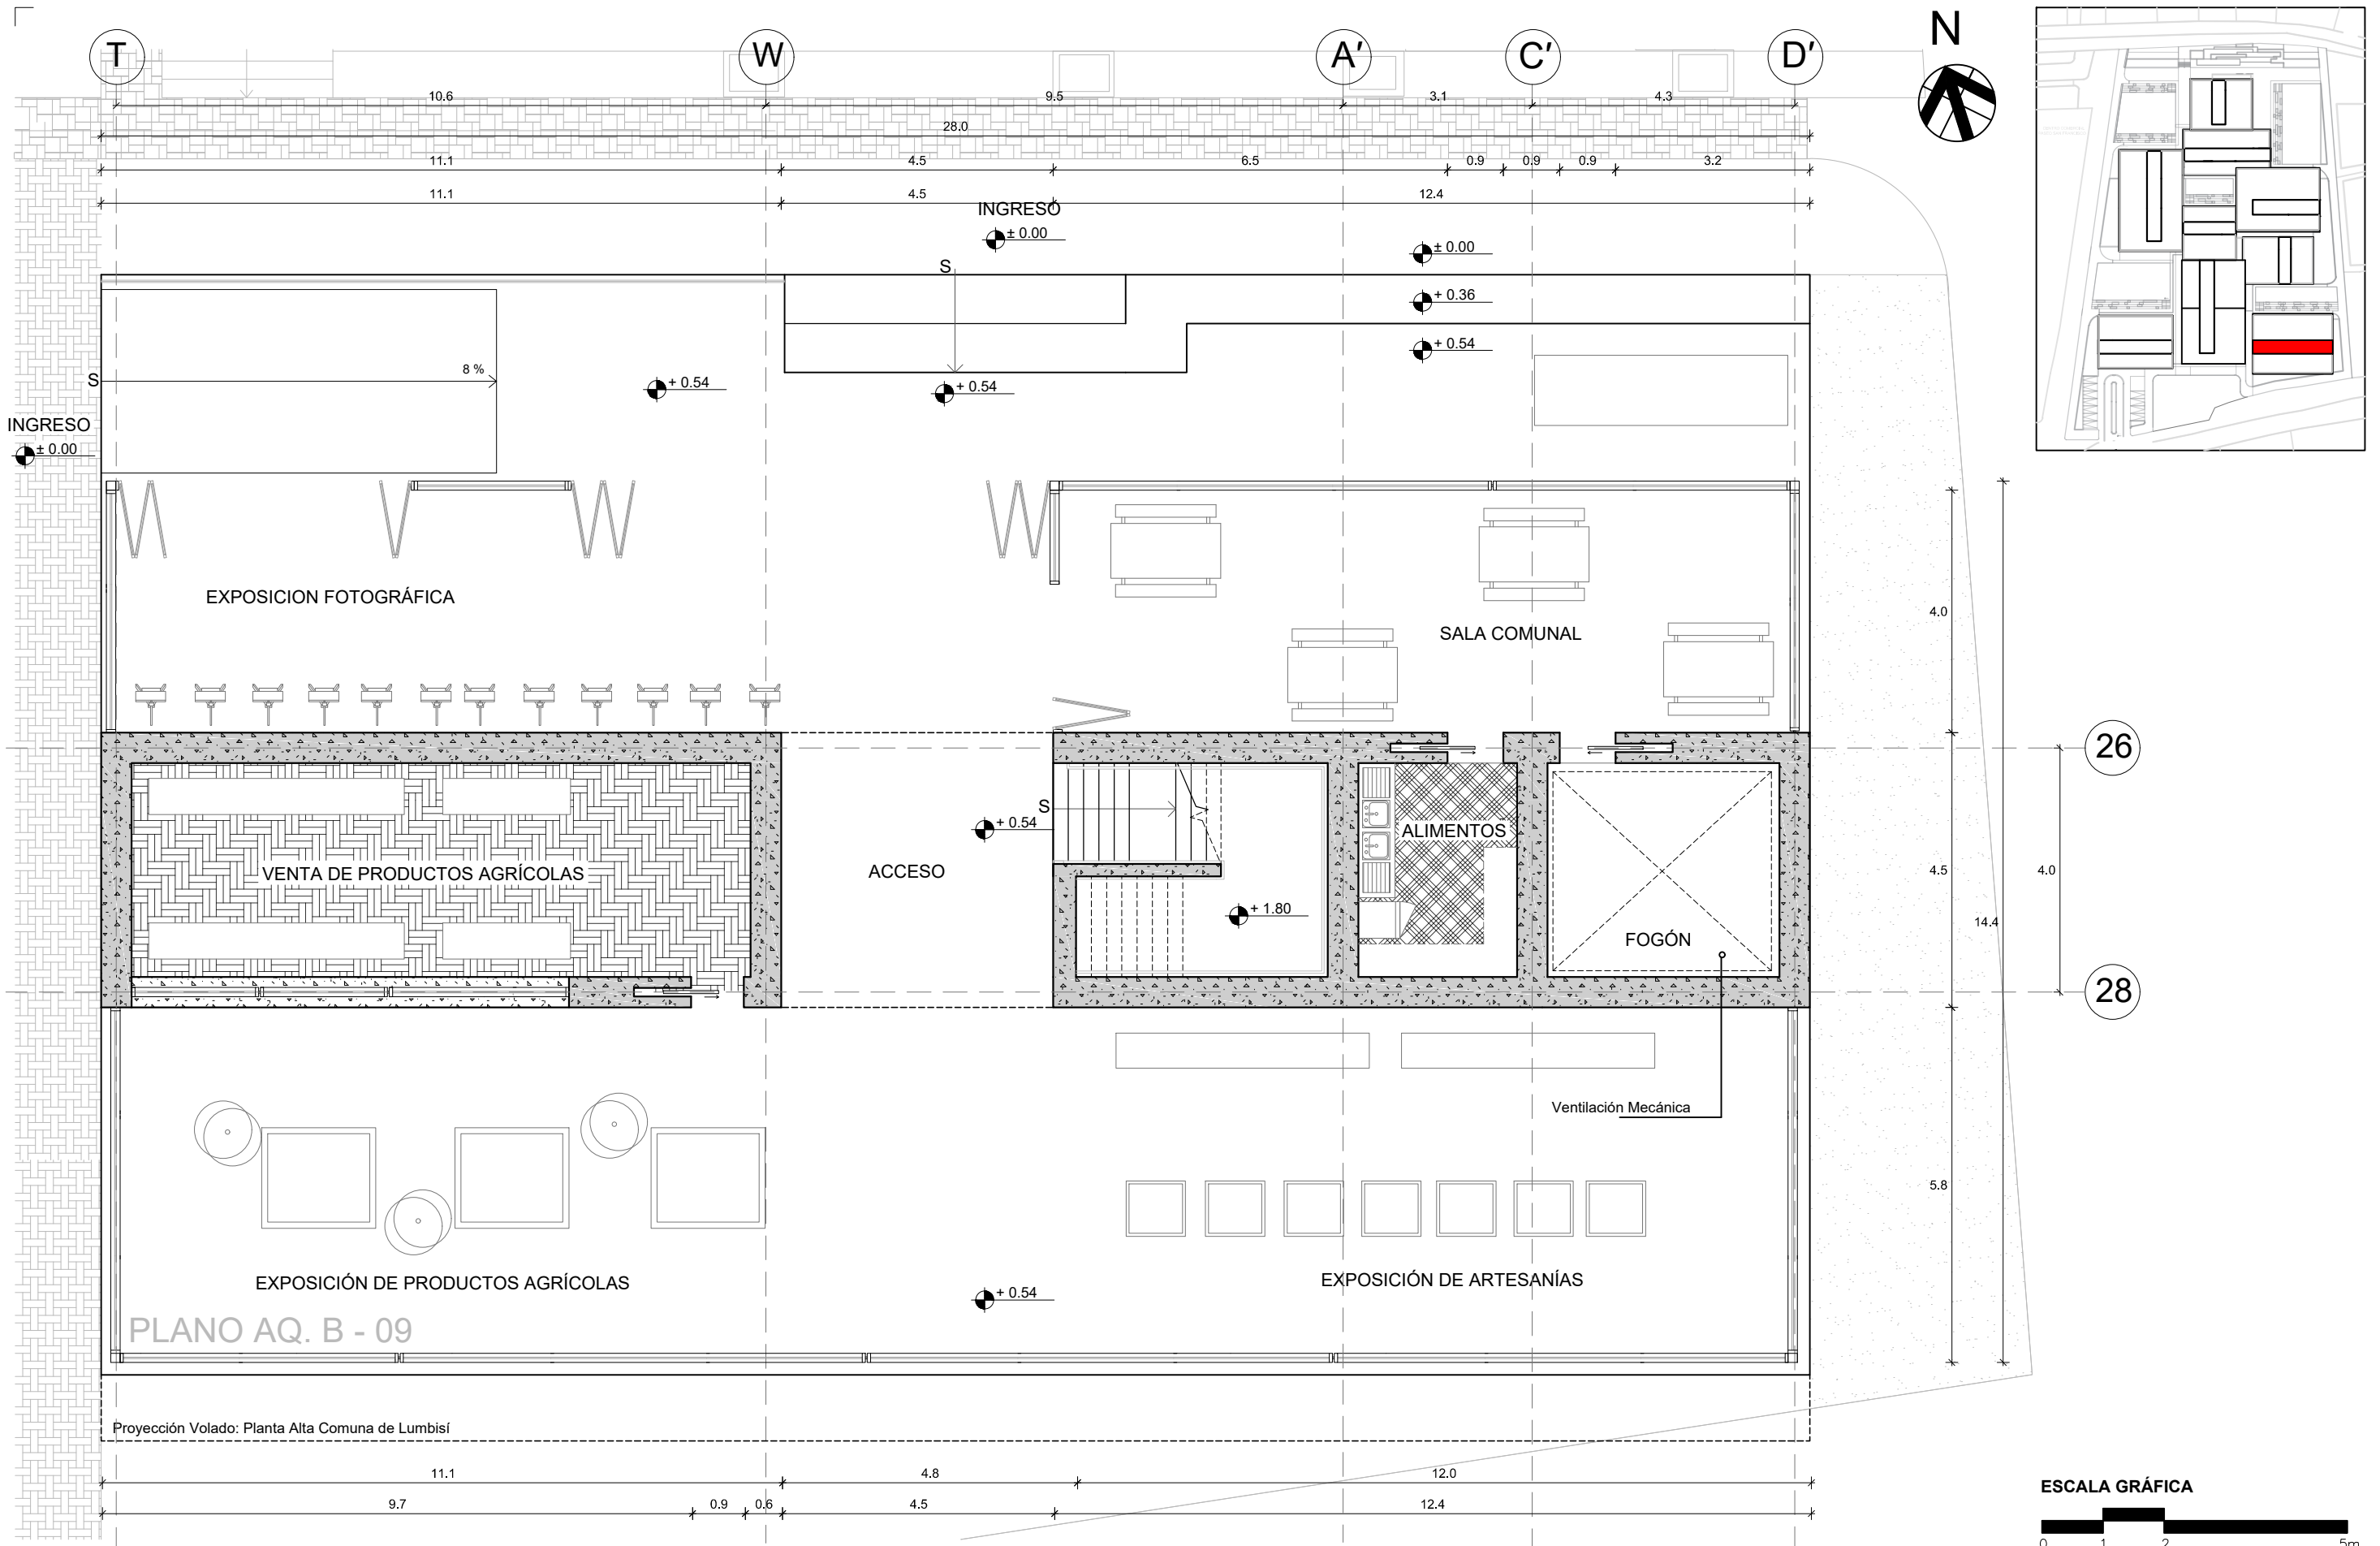 T
W
A'
C'
D'
N
10.6
9.5
3.1
4.3
28.0
11.1
4.5
6.5
0.9
0.9
0.9
3.2
11.1
4.5
12.4
INGRESO
± 0.00
± 0.00
S
+ 0.36
+ 0.54
8 %
S
+ 0.54
+ 0.54
INGRESO
± 0.00
EXPOSICION FOTOGRÁFICA
SALA COMUNAL
4.0
26
S
+ 0.54
ALIMENTOS
ACCESO
VENTA DE PRODUCTOS AGRÍCOLAS
4.5
4.0
+ 1.80
14.4
FOGÓN
28
Ventilación Mecánica
5.8
EXPOSICIÓN DE PRODUCTOS AGRÍCOLAS
EXPOSICIÓN DE ARTESANÍAS
+ 0.54
PLANO AQ. B - 09
Proyección Volado: Planta Alta Comuna de Lumbisí
11.1
4.8
12.0
9.7
0.9
0.6
4.5
12.4
ESCALA GRÁFICA
0 1 2 5m